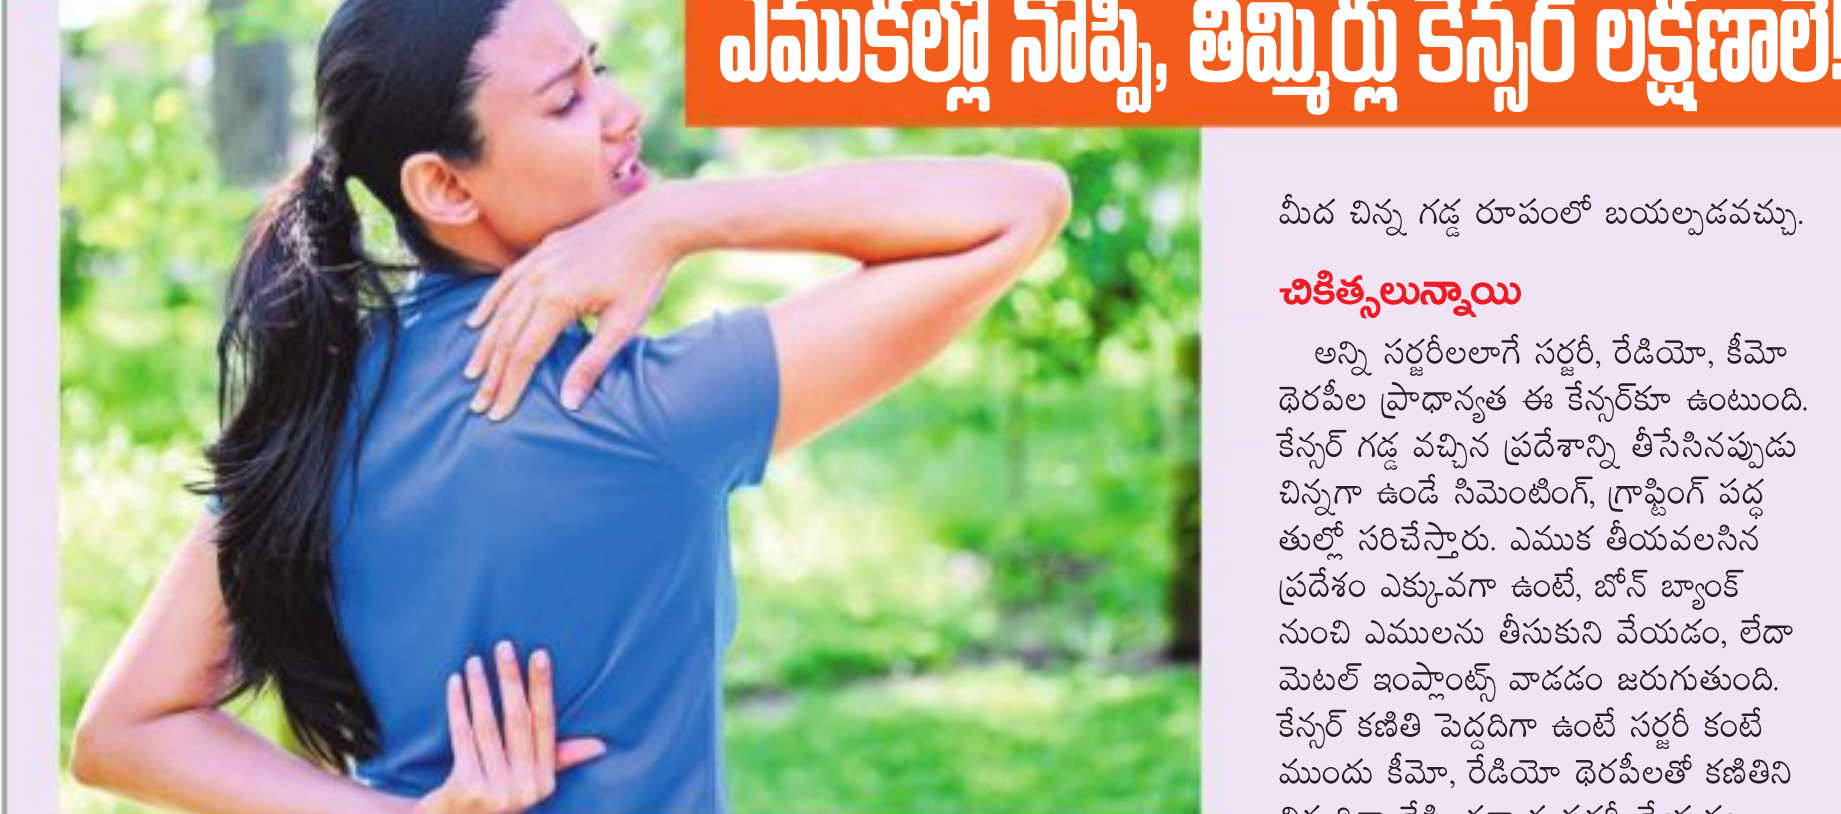 ఎముకల్లో నొప్పి, తిమ్మిర్లు కేన్సర్ లక్షణాలే!
మీద చిన్న గడ్డ రూపంలో బయల్పడవచ్చు.
చికిత్సలున్నాయి
అన్ని సర్జరీలలాగే సర్జరీ, రేడియో, కీమో
థెరపీల ప్రాధాన్యత ఈ కేన్సర్‌కూ ఉంటుంది.
కేన్సర్ గడ్డ వచ్చిన ప్రదేశాన్ని తీసేసినప్పుడు
చిన్నగా ఉండే సిమెంటింగ్, గ్రాఫ్టింగ్ పద్ధ
తుల్లో సరిచేస్తారు. ఎముక తీయవలసిన
ప్రదేశం ఎక్కువగా ఉంటే, బోన్ బ్యాంక్
నుంచి ఎములను తీసుకుని వేయడం, లేదా
మెటల్ ఇంప్లాంట్స్ వాడడం జరుగుతుంది.
కేన్సర్ కణితి పెద్దదిగా ఉంటే సర్జరీ కంటే
ముందు కీమో, రేడియో థెరపీలతో కణితిని